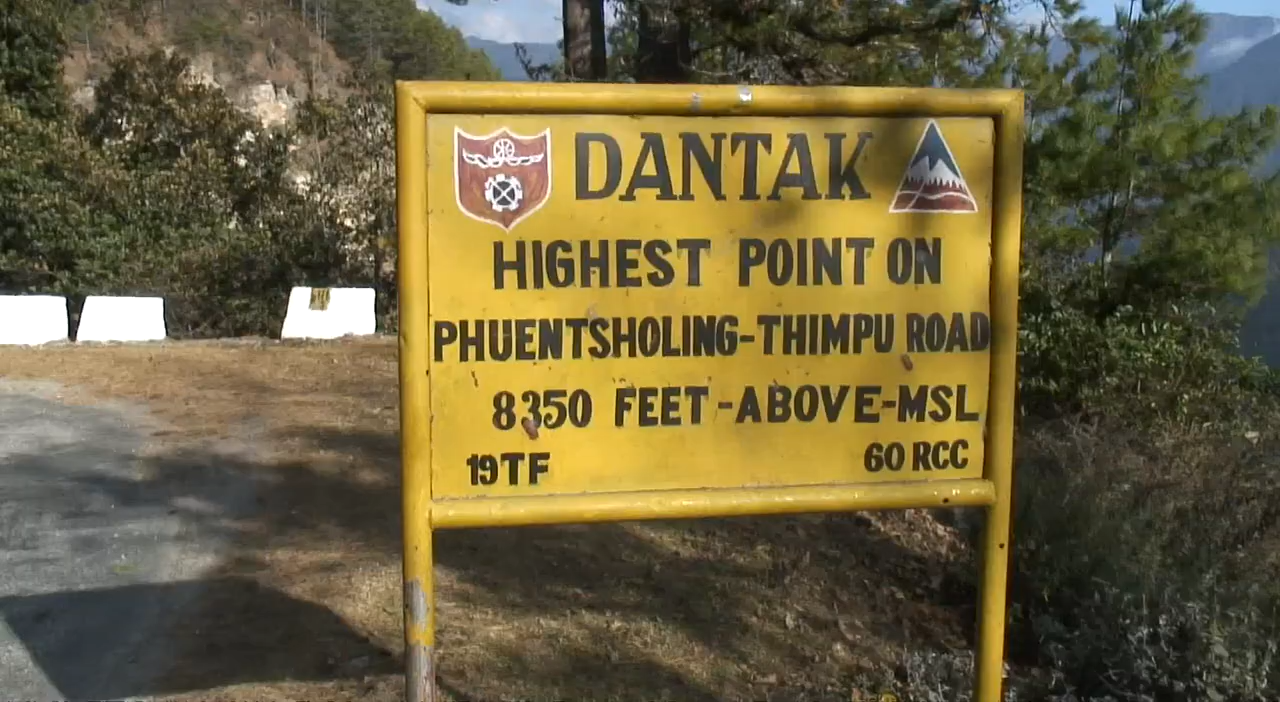 DANTAK
HIGHEST POINT ON
PHUENTSHOLING-THIMPU ROAD
8350 FEET-ABOVE-MSL
19TF 60 RCC